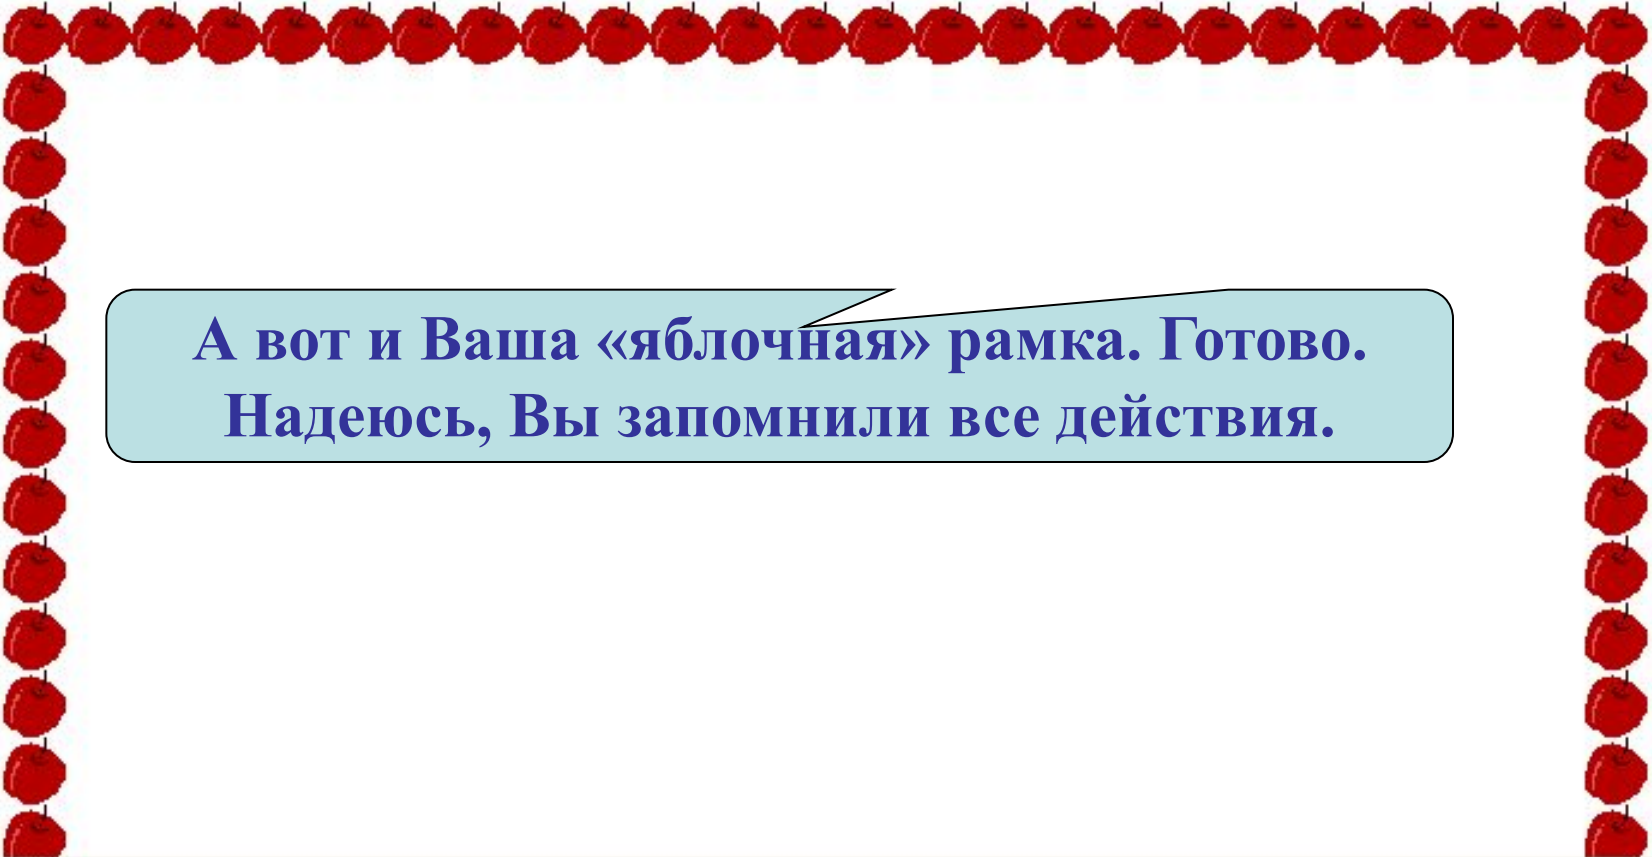 А вот и Ваша «яблочная» рамка. Готово.
Надеюсь, Вы запомнили все действия.